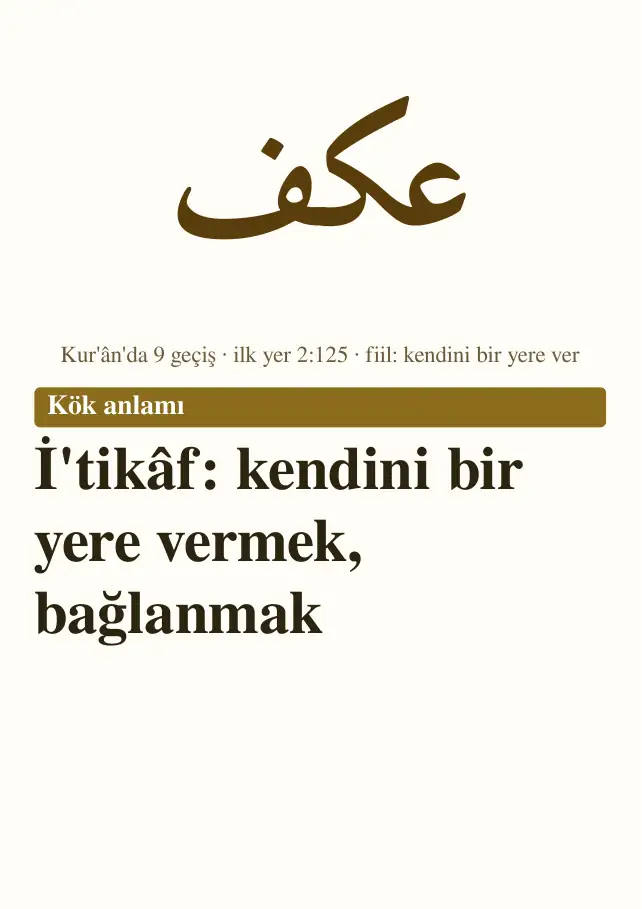 عكف
Kur'ân'da 9 geçiş · ilk yer 2:125 · fiil: kendini bir yere ver
Kök anlamı
İ'tikâf: kendini bir
yere vermek,
bağlanmak